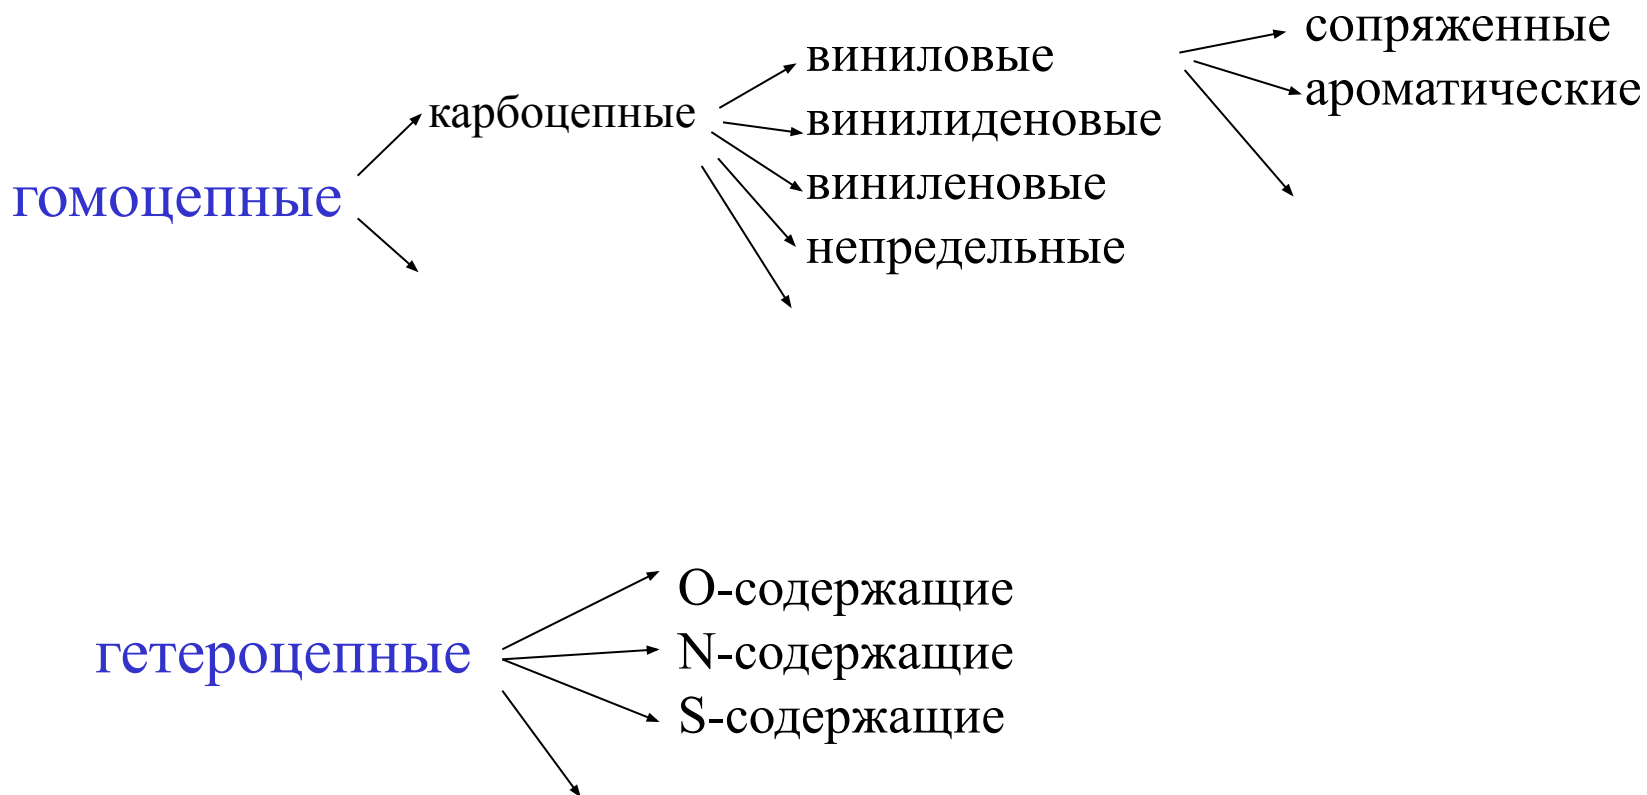 сопряженные
виниловые
ароматические
карбоцепные
винилиденовые
гомоцепные
виниленовые
непредельные
О-содержащие
гетероцепные
N-содержащие
S-содержащие